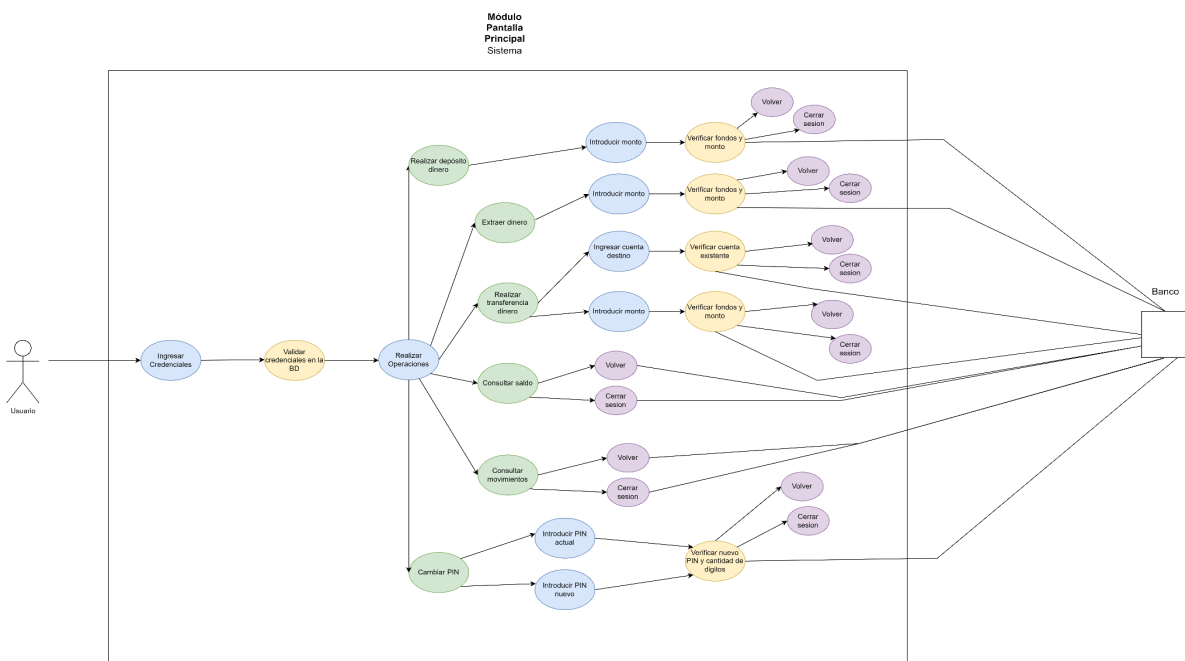 Módulo
Pantalla
Principal
Sistema
Volver
Cerrar
sesion
Realizar depósito
dinero
Introducir monto
Verificar fondos y
monto
Extraer dinero
Introducir monto
Verificar fondos y
monto
Volver
Cerrar
sesion
Realizar
transferencia
dinero
Ingresar cuenta
destino
Verificar cuenta
existente
Volver
Cerrar
sesion
Introducir monto
Verificar fondos y
monto
Volver
Cerrar
sesion
Banco
Usuario
Ingresar
Credenciales
Validar
credenciales en la
BD
Realizar
Operaciones
Consultar saldo
Volver
Cerrar
sesion
Consultar
movimientos
Volver
Cerrar
sesion
Cambiar PIN
Introducir PIN
actual
Introducir PIN
nuevo
Verificar nuevo
PIN y cantidad de
digitos
Volver
Cerrar
sesion